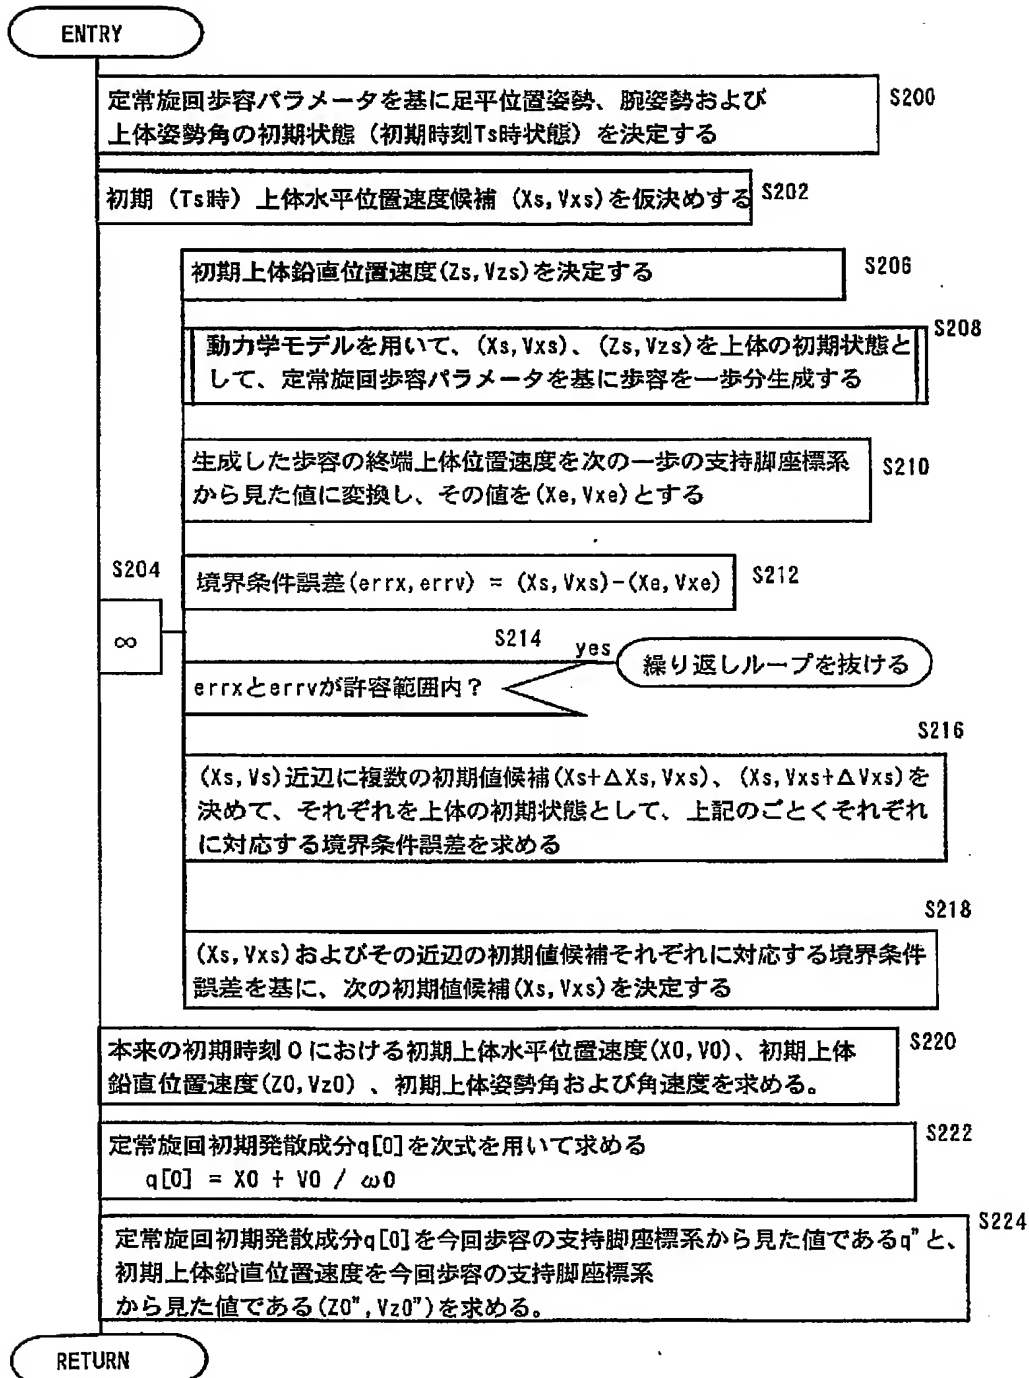 ENTRY
定常旋回歩容パラメータを基に足平位置姿勢、腕姿勢および
上体姿勢角の初期状態（初期時刻Ts時状態）を決定する
S200
初期（Ts時）上体水平位置速度候補（Xs,Vxs）を仮決めする
S202
初期上体鉛直位置速度(Zs,Vzs)を決定する
S206
動力学モデルを用いて、(Xs,Vxs)、(Zs,Vzs)を上体の初期状態と
して、定常旋回歩容パラメータを基に歩容を一歩分生成する
S208
生成した歩容の終端上体位置速度を次の一歩の支持脚座標系
から見た値に変換し、その値を(Xe,Vxe)とする
S210
S204
∞
境界条件誤差(errx,errv) = (Xs,Vxs)-(Xe,Vxe)
S212
S214
yes
繰り返しループを抜ける
errxとerrvが許容範囲内？
S216
(Xs,Vs)近辺に複数の初期値候補(Xs+ΔXs,Vxs)、(Xs,Vxs+ΔVxs)を
決めて、それぞれを上体の初期状態として、上記のごとくそれぞれ
に対応する境界条件誤差を求める
S218
(Xs,Vxs)およびその近辺の初期値候補それぞれに対応する境界条件
誤差を基に、次の初期値候補(Xs,Vxs)を決定する
本来の初期時刻0における初期上体水平位置速度(X0,V0)、初期上体
鉛直位置速度(Z0,Vz0)、初期上体姿勢角および角速度を求める。
S220
定常旋回初期発散成分q[0]を次式を用いて求める
q[0] = X0 + V0 / ω0
S222
定常旋回初期発散成分q[0]を今回歩容の支持脚座標系から見た値であるq"と、
初期上体鉛直位置速度を今回歩容の支持脚座標系
から見た値である(Z0",Vz0")を求める。
S224
RETURN